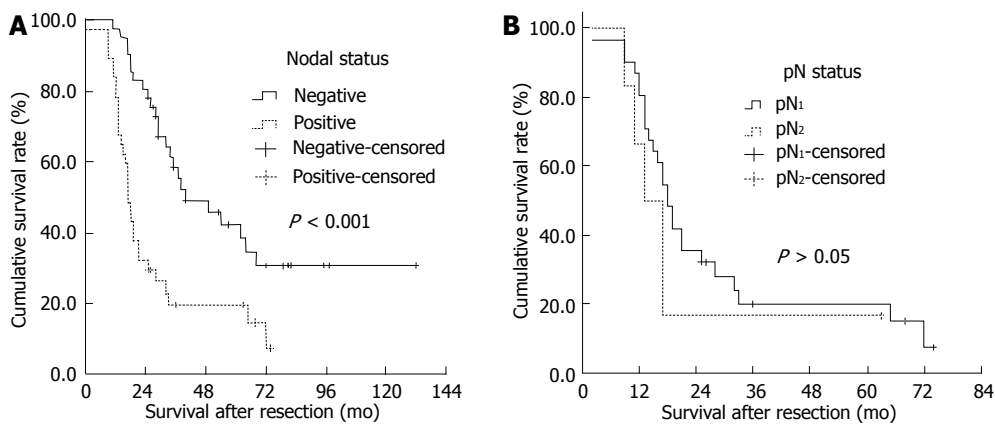 A
Cumulative survival rate (%)
100.0
80.0
60.0
40.0
20.0
0.0
Nodal status
Negative
Positive
Negative-censored
Positive-censored
P < 0.001
0 24 48 72 96 120 144
Survival after resection (mo)
B
Cumulative survival rate (%)
100.0
80.0
60.0
40.0
20.0
0.0
pN status
pN₁
pN₂
pN₁-censored
pN₂-censored
P > 0.05
0 12 24 36 48 60 72 84
Survival after resection (mo)